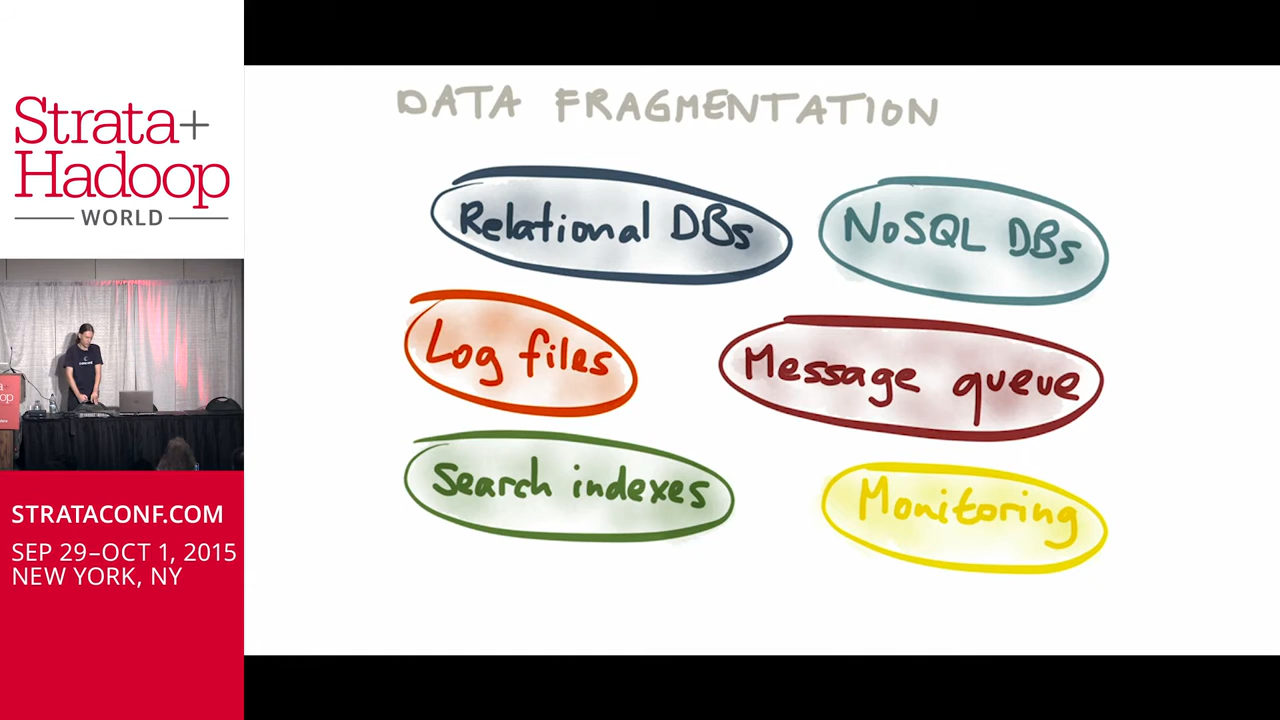 Strata+
Hadoop
WORLD
STRATACONF.COM
SEP 29–OCT 1, 2015
NEW YORK, NY
DATA FRAGMENTATION
Relational DBs
NoSQL DBs
Log files
Message queue
Search indexes
Monitoring